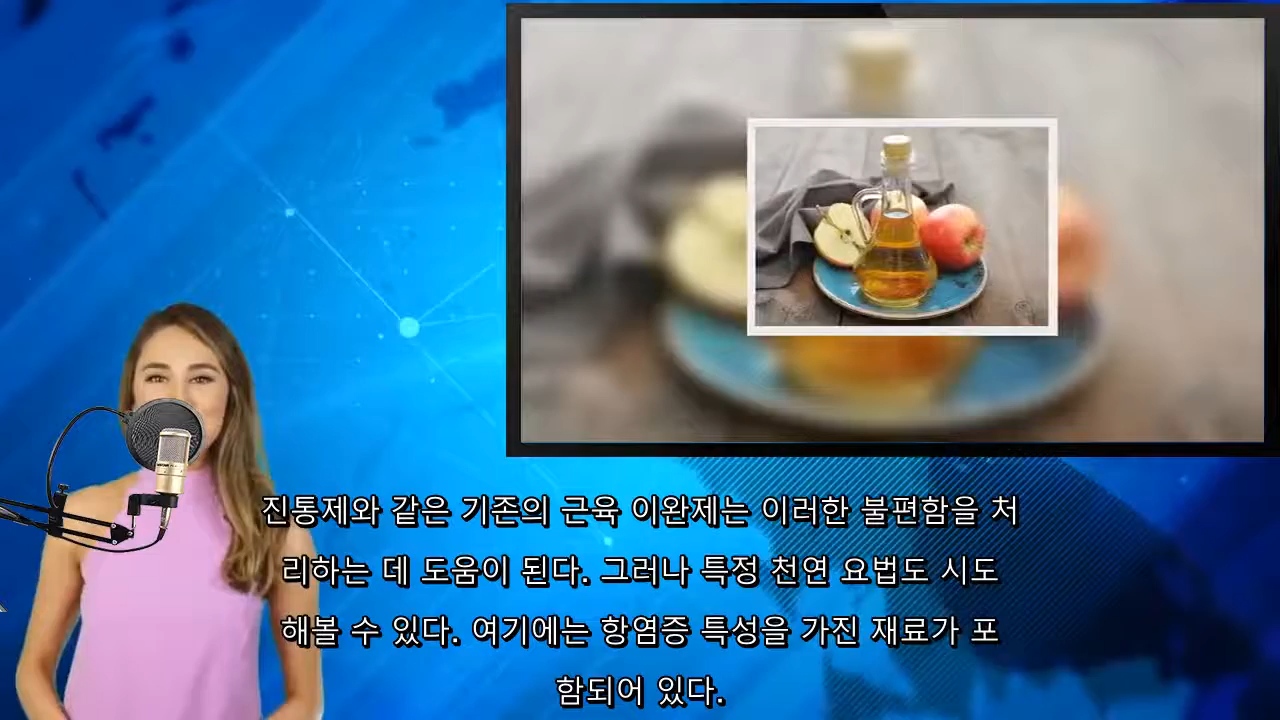 진통제와 같은 기존의 근육 이완제는 이러한 불편함을 처
리하는 데 도움이 된다. 그러나 특정 천연 요법도 시도
해볼 수 있다. 여기에는 항염증 특성을 가진 재료가 포
함되어 있다.